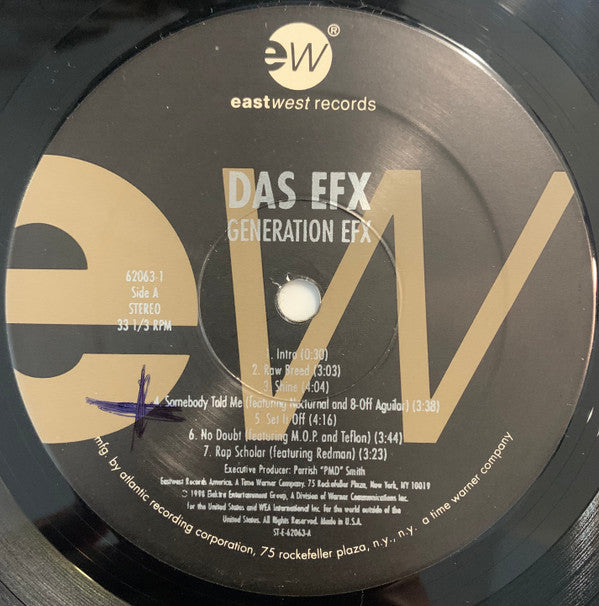 ew®
eastwest records
ew
DAS EFX
GENERATION EFX
62063-1
Side A
STEREO
33 1/3 RPM
1. Intro (0:30)
2. Raw Breed (3:03)
3. Shine (4:04)
4. Somebody Told Me (featuring Nocturnal and 8-Off Aguilar) (3:38)
5. Set It Off (4:16)
6. No Doubt (featuring M.O.P. and Teflon) (3:44)
7. Rap Scholar (featuring Redman) (3:23)
Executive Producer: Parrish "PMD" Smith
Eastwest Records America. A Time Warner Company. 75 Rockefeller Plaza, New York, NY 10019
℗ 1998 Elektra Entertainment Group, A Division of Warner Communications Inc.
for the United States and WEA International Inc. for the world outside of the
United States. All Rights Reserved. Made in U.S.A.
ST-E-62063-A
mfg. by atlantic recording corporation, 75 rockefeller plaza, n.y., n.y. a time warner company